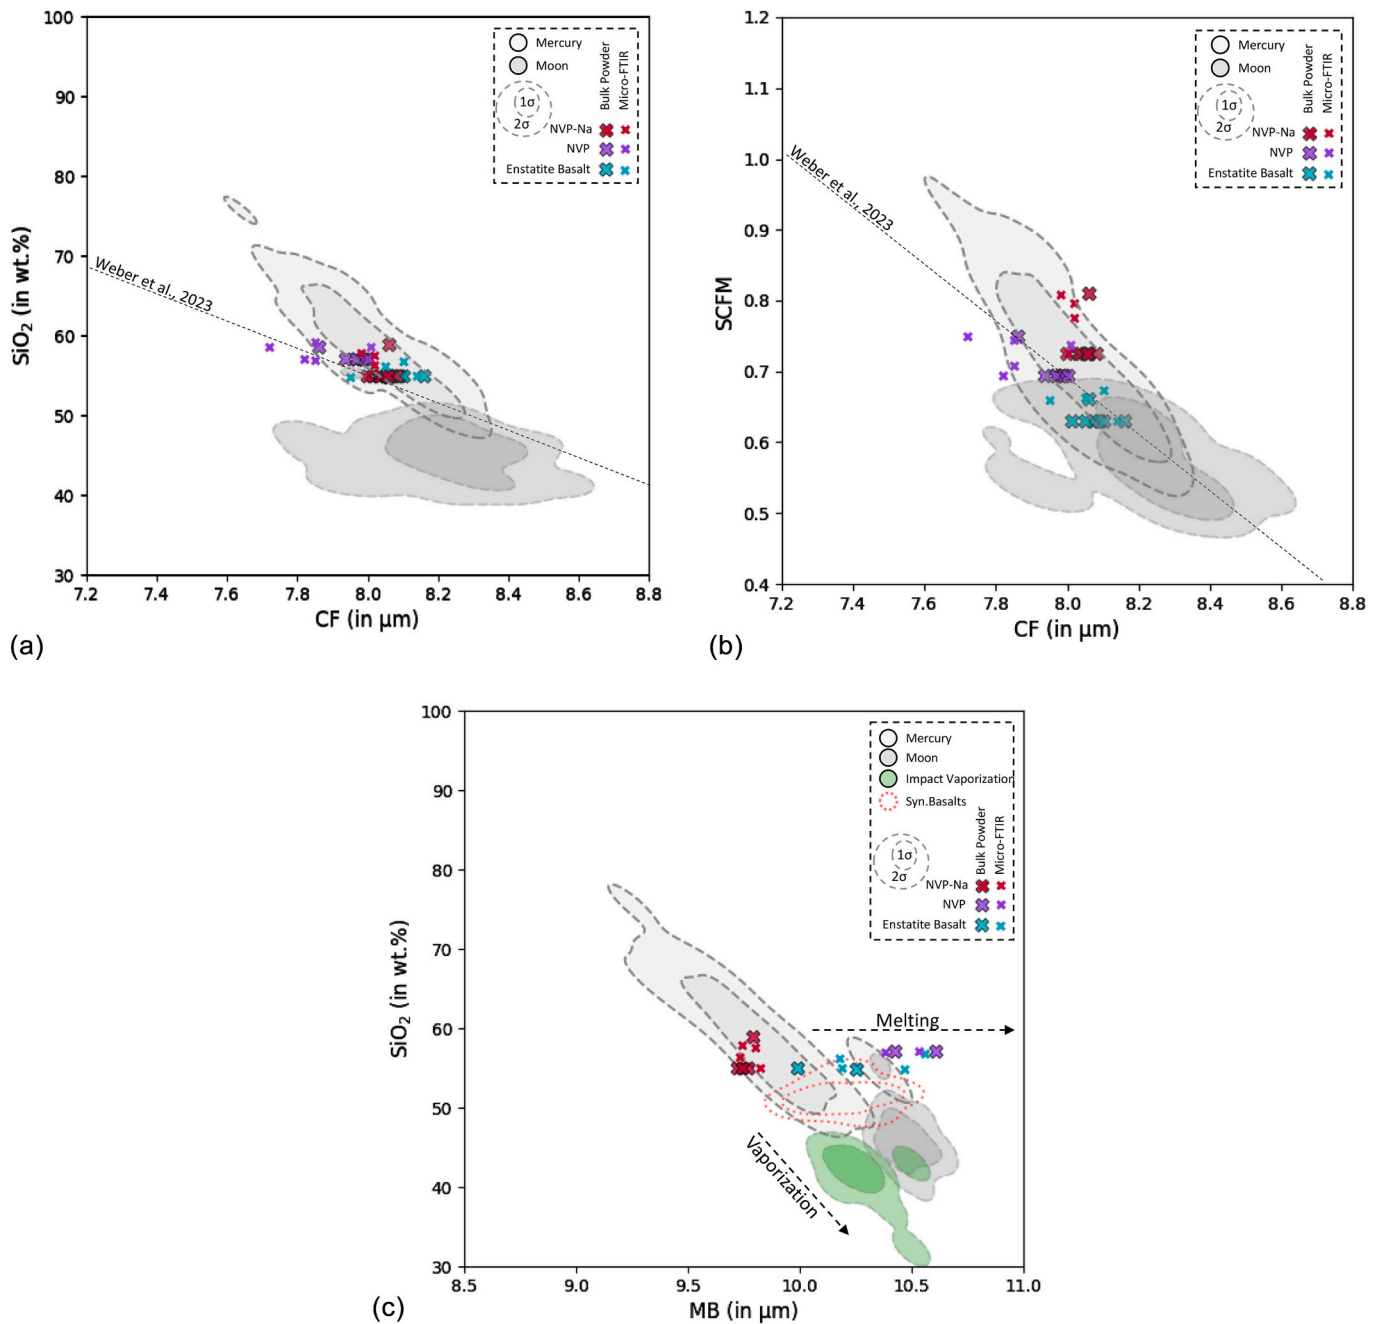 100
90
80
70
60
50
40
30
7.2 7.4 7.6 7.8 8.0 8.2 8.4 8.6 8.8
SiO₂ (in wt.%)
CF (in μm)
Weber et al., 2023
Mercury
Moon
1σ
2σ
Bulk Powder
Micro-FTIR
NVP-Na
NVP
Enstatite Basalt
(a)
1.2
1.1
1.0
0.9
0.8
0.7
0.6
0.5
0.4
7.2 7.4 7.6 7.8 8.0 8.2 8.4 8.6 8.8
SCFM
CF (in μm)
Weber et al., 2023
Mercury
Moon
1σ
2σ
Bulk Powder
Micro-FTIR
NVP-Na
NVP
Enstatite Basalt
(b)
100
90
80
70
60
50
40
30
8.5 9.0 9.5 10.0 10.5 11.0
SiO₂ (in wt.%)
MB (in μm)
Mercury
Moon
Impact Vaporization
Syn.Basalts
1σ
2σ
Bulk Powder
Micro-FTIR
NVP-Na
NVP
Enstatite Basalt
Melting
Vaporization
(c)